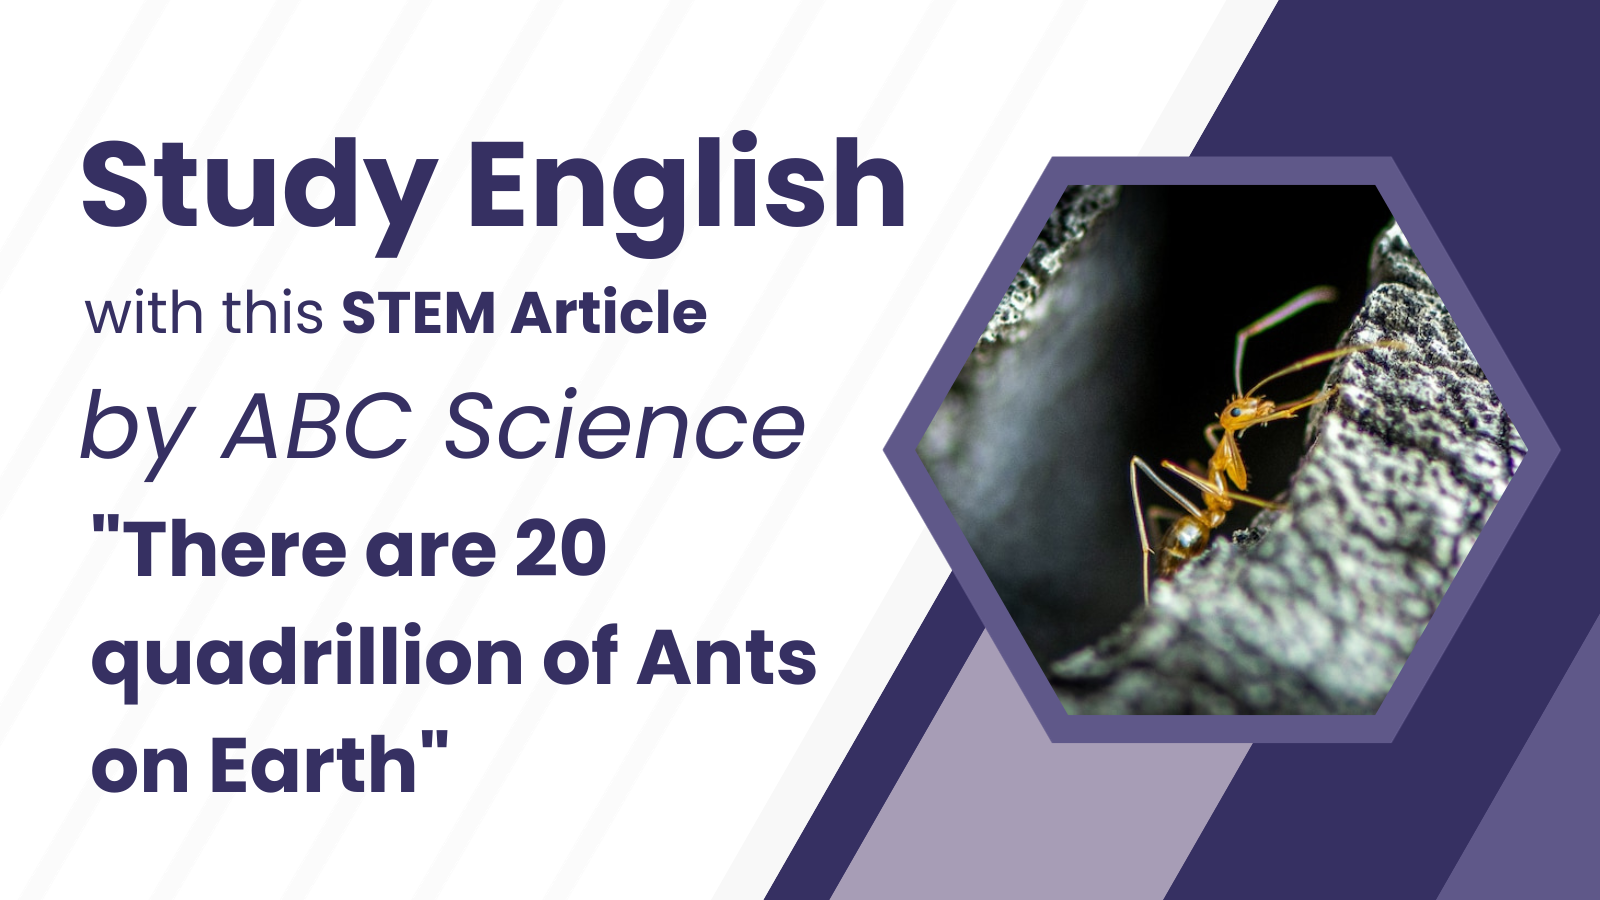 Study English
with this STEM Article
by ABC Science
"There are 20
quadrillion of Ants
on Earth"